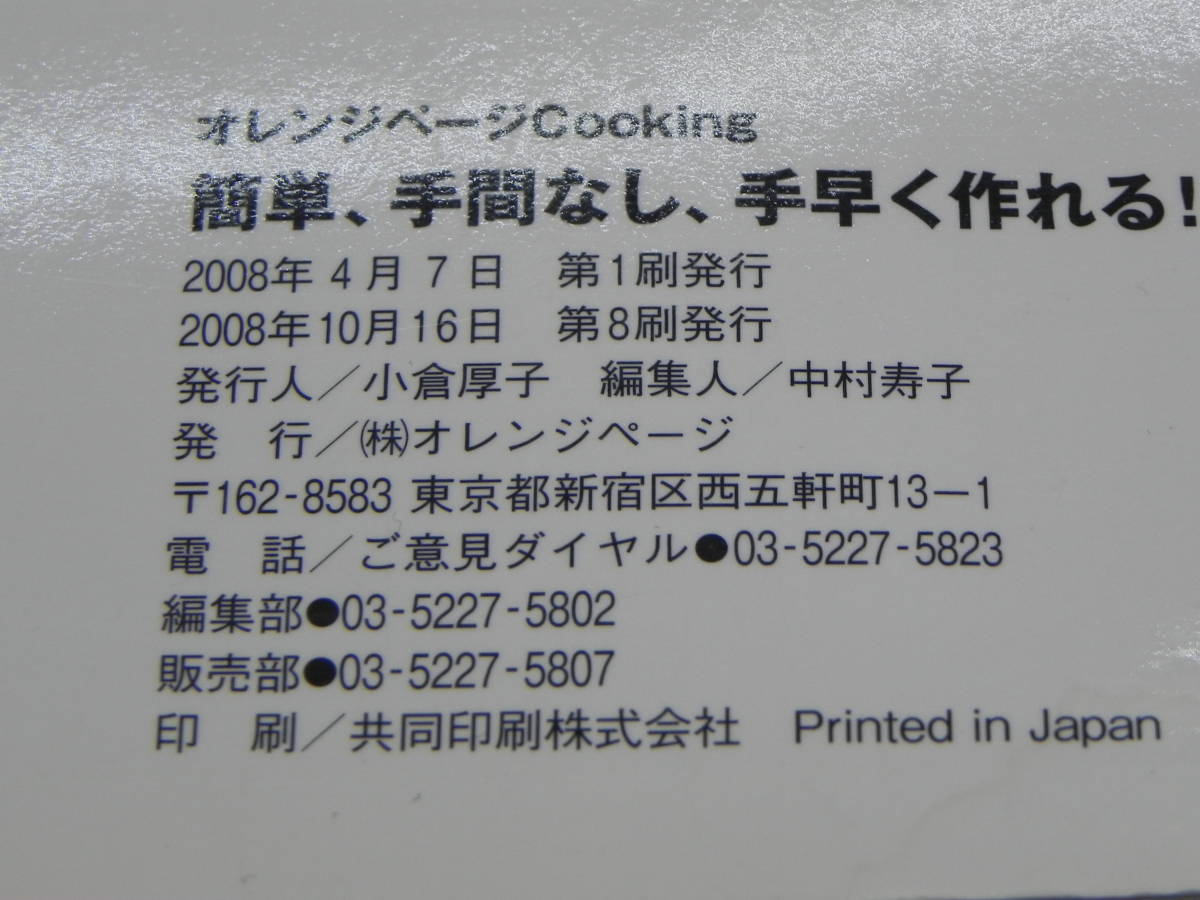 オレンジページCooking
簡単、手間なし、手早く作れる!
2008年 4 月 7 日　第1刷発行
2008年10月16日　第8刷発行
発行人／小倉厚子　編集人／中村寿子
発　行／㈱オレンジページ
〒162-8583 東京都新宿区西五軒町13−1
電　話／ご意見ダイヤル●03-5227-5823
編集部●03-5227-5802
販売部●03-5227-5807
印　刷／共同印刷株式会社　Printed in Japan